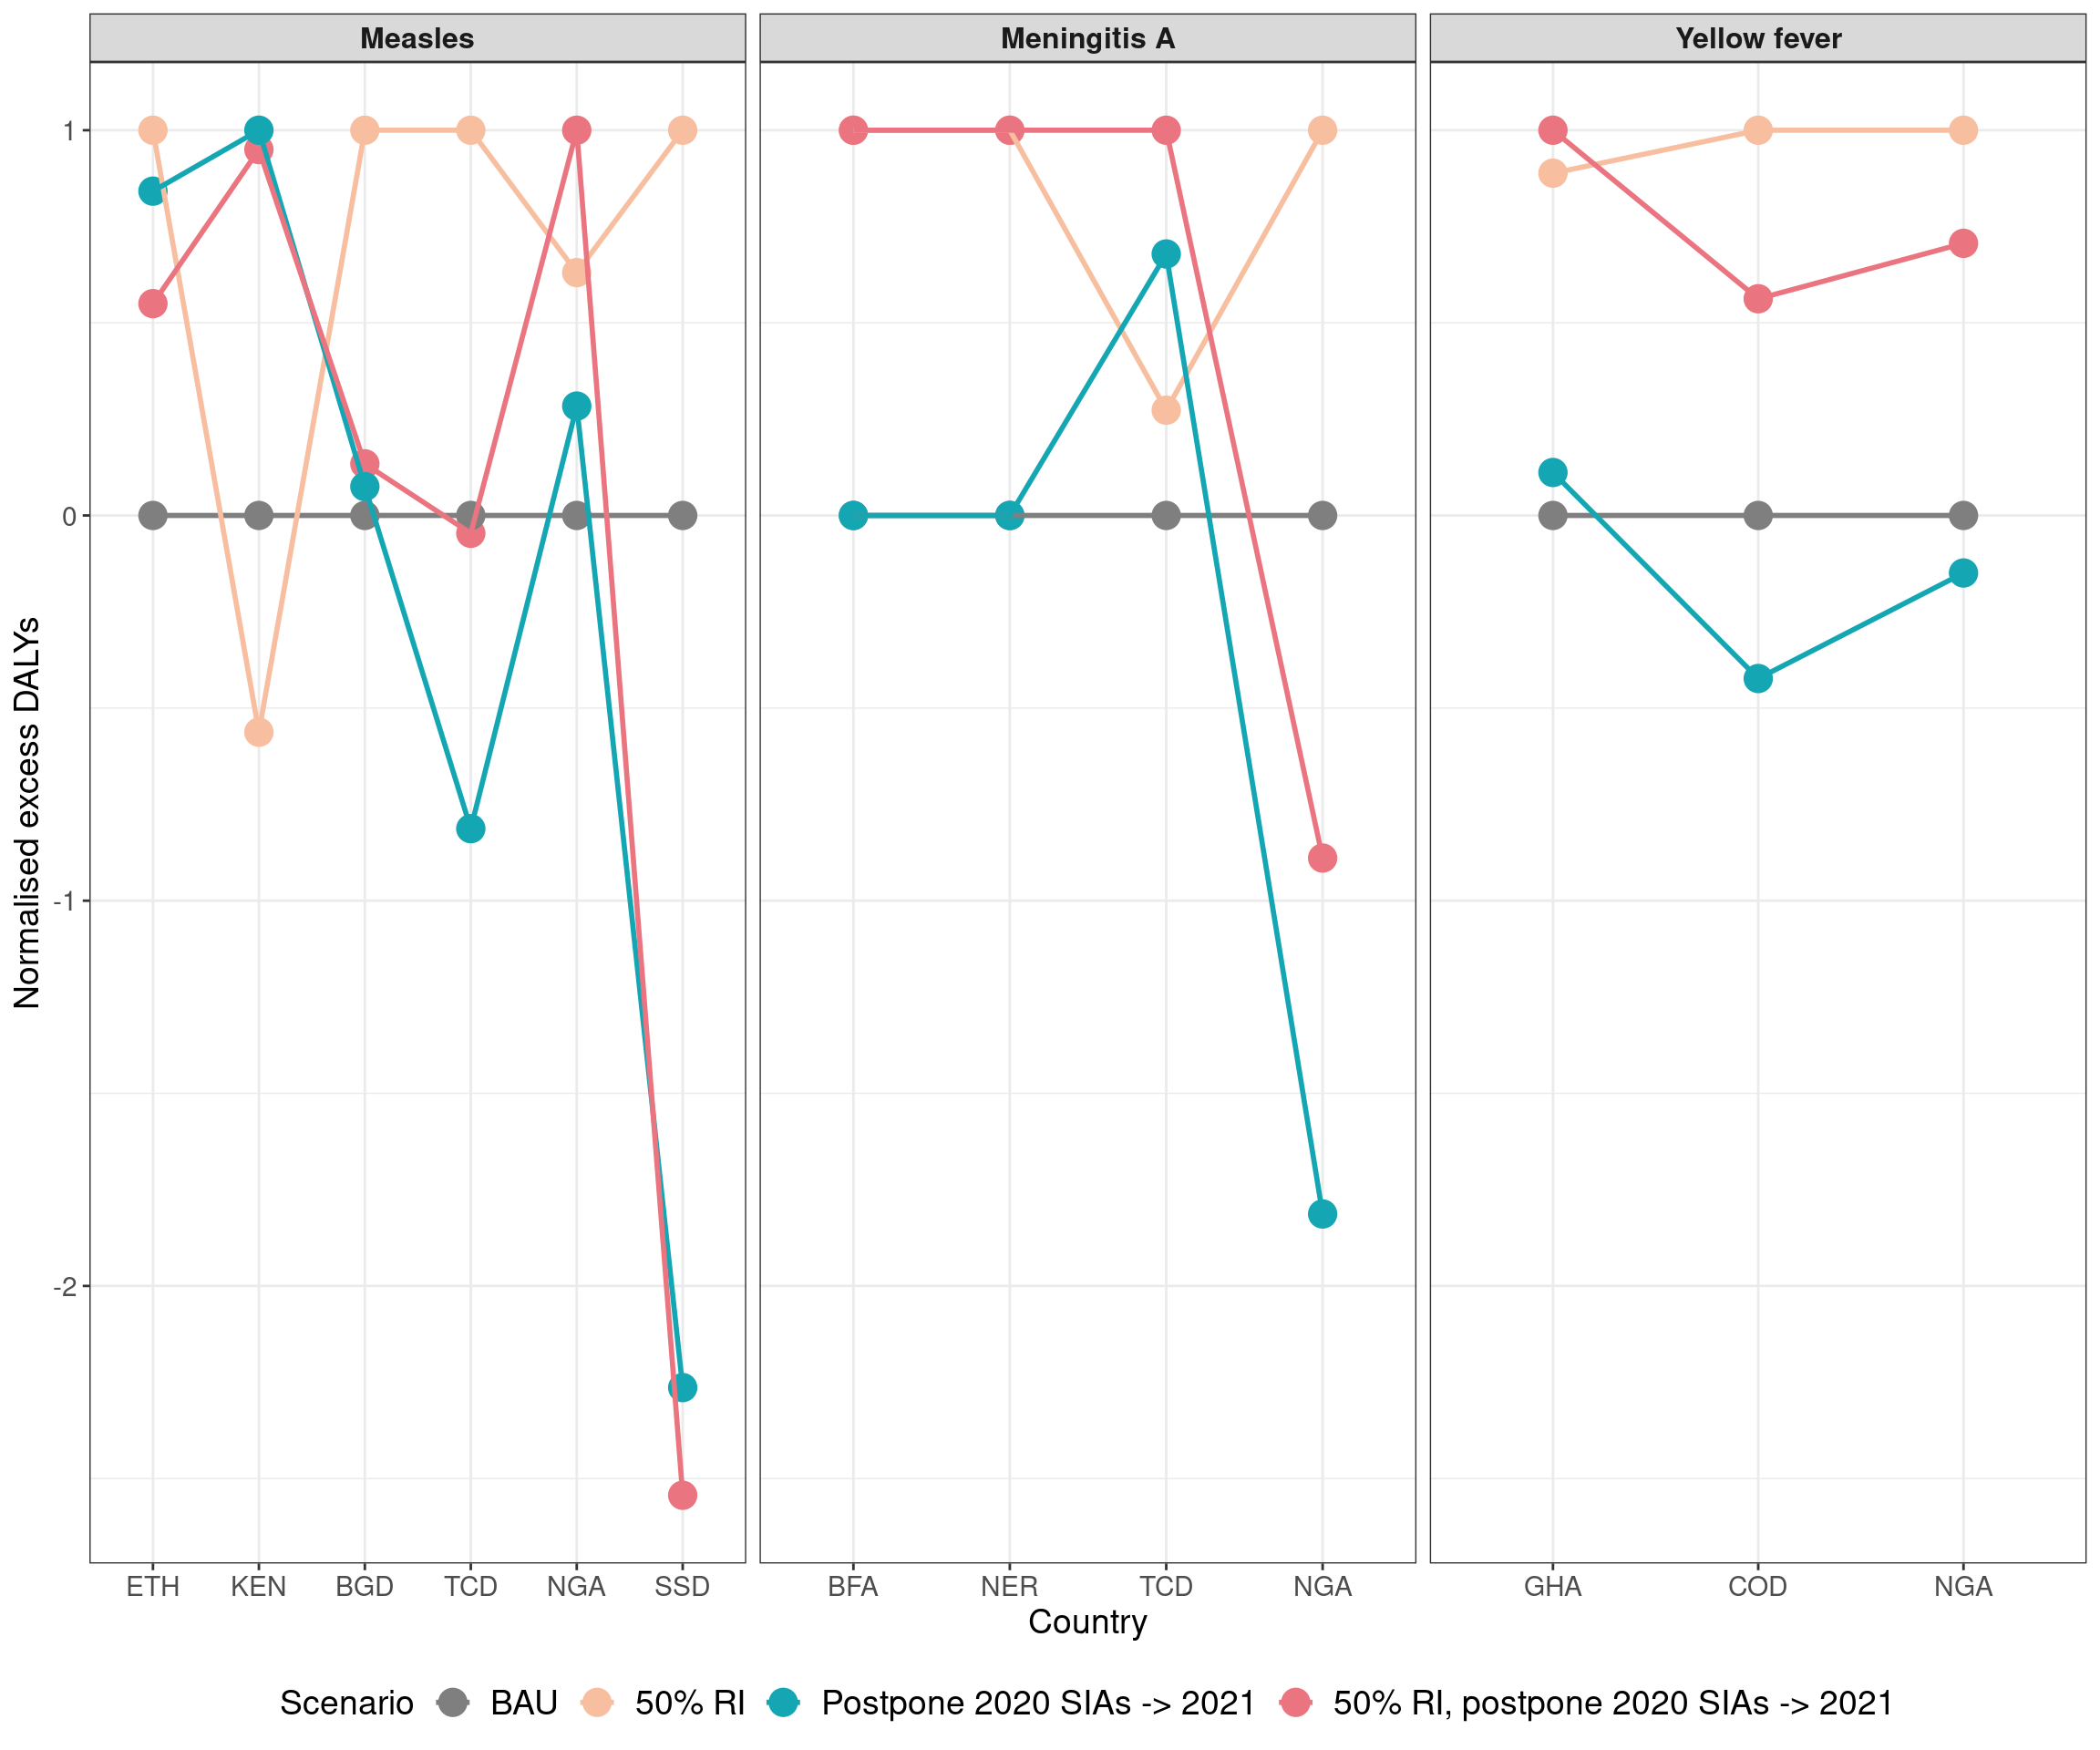 Measles Meningitis A Yellow fever
1
0
-1
-2
Normalised excess DALYs
ETH KEN BGD TCD NGA SSD BFA NER TCD NGA GHA COD NGA
Country
Scenario BAU 50% RI Postpone 2020 SIAs -> 2021 50% RI, postpone 2020 SIAs -> 2021